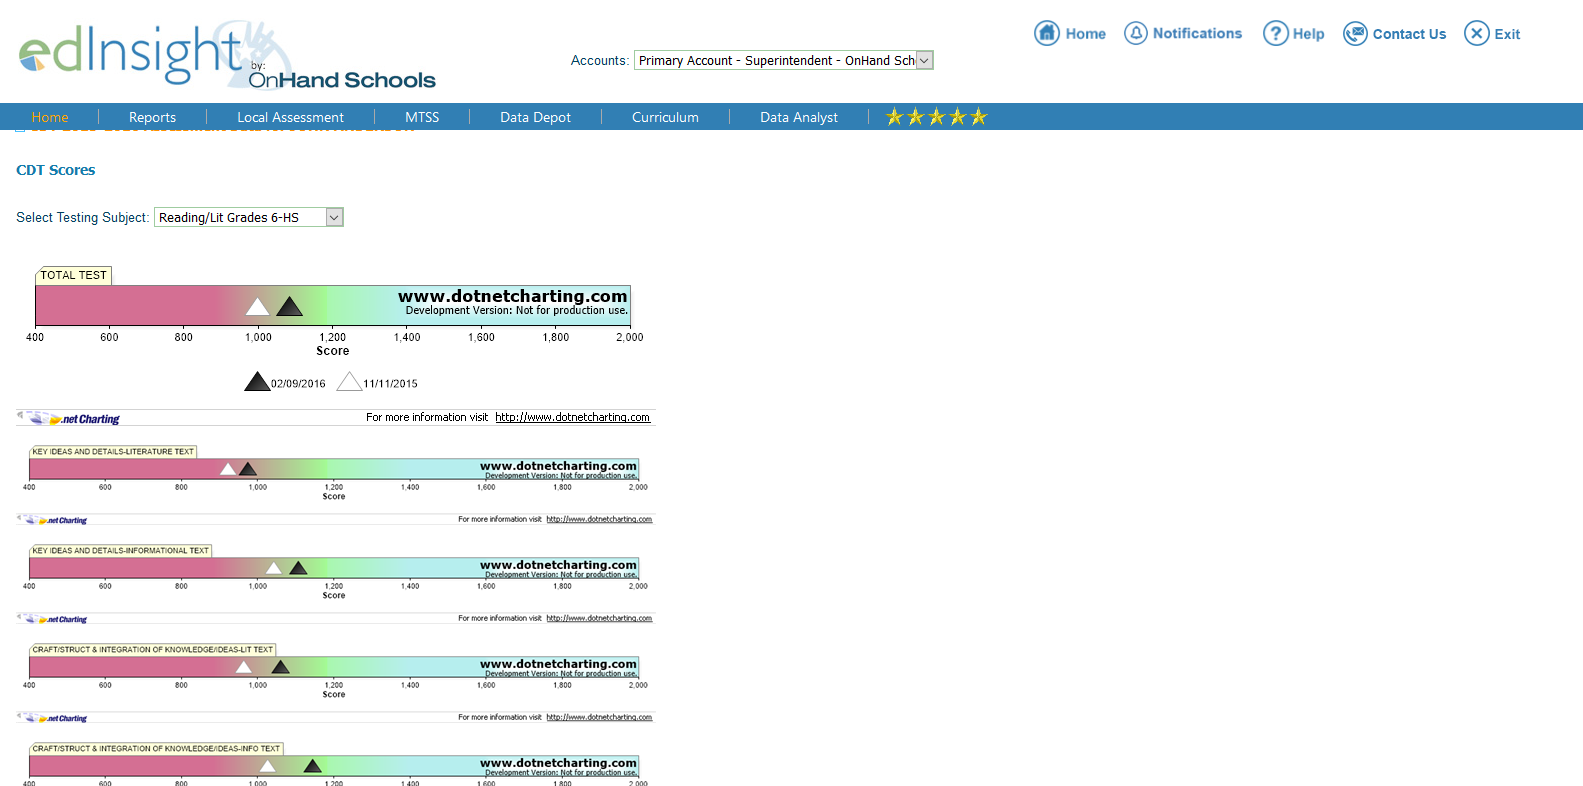 edInsight
by:
OnHand Schools
Accounts: Primary Account - Superintendent - OnHand Sch
Home Notifications Help Contact Us Exit
Home Reports Local Assessment MTSS Data Depot Curriculum Data Analyst
CDT Scores
Select Testing Subject: Reading/Lit Grades 6-HS
TOTAL TEST
www.dotnetcharting.com
Development Version: Not for production use.
400 600 800 1,000 1,200 1,400 1,600 1,800 2,000
Score
02/09/2016 11/11/2015
.net Charting For more information visit http://www.dotnetcharting.com
KEY IDEAS AND DETAILS-LITERATURE TEXT
www.dotnetcharting.com
Development Version: Not for production use.
400 600 800 1,000 1,200 1,400 1,600 1,800 2,000
Score
.net Charting For more information visit http://www.dotnetcharting.com
KEY IDEAS AND DETAILS-INFORMATIONAL TEXT
www.dotnetcharting.com
Development Version: Not for production use.
400 600 800 1,000 1,200 1,400 1,600 1,800 2,000
Score
.net Charting For more information visit http://www.dotnetcharting.com
CRAFT/STRUCT & INTEGRATION OF KNOWLEDGE/IDEAS-LIT TEXT
www.dotnetcharting.com
Development Version: Not for production use.
400 600 800 1,000 1,200 1,400 1,600 1,800 2,000
Score
.net Charting For more information visit http://www.dotnetcharting.com
CRAFT/STRUCT & INTEGRATION OF KNOWLEDGE/IDEAS-INFO TEXT
www.dotnetcharting.com
Development Version: Not for production use.
400 600 800 1,000 1,200 1,400 1,600 1,800 2,000